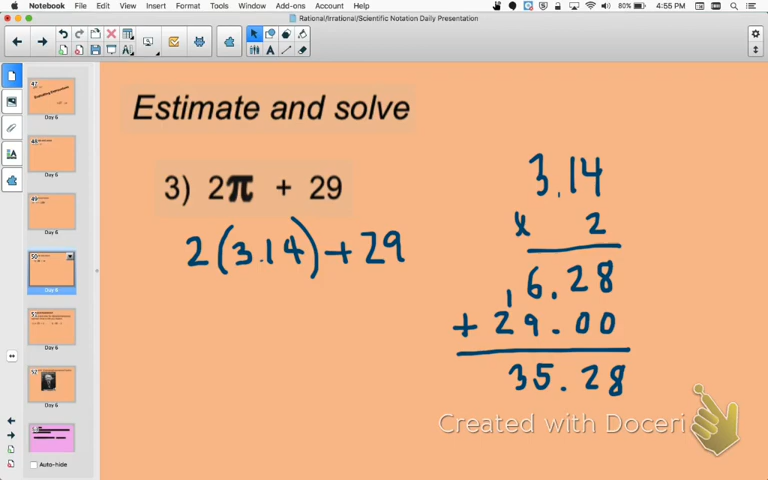 Notebook File Edit View Insert Format Tools Window Add-ons Account Help 80% 4:55 PM
Rational/Irrational/Scientific Notation Daily Presentation
Estimate and solve
3) 2π + 29
2(3.14)+29
3.14
x 2
6.28
1
+ 29.00
35.28
Day 6
Day 6
Day 6
Day 6
Day 6
Day 6
Auto-hide
Created with Doceri